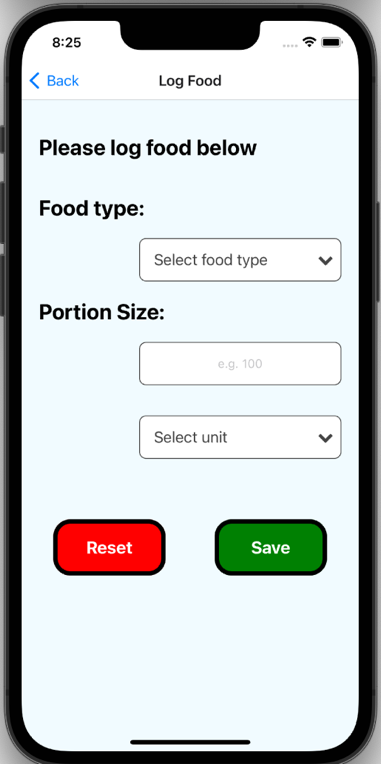 8:25
Back
Log Food
Please log food below
Food type:
Select food type
Portion Size:
e.g. 100
Select unit
Reset
Save